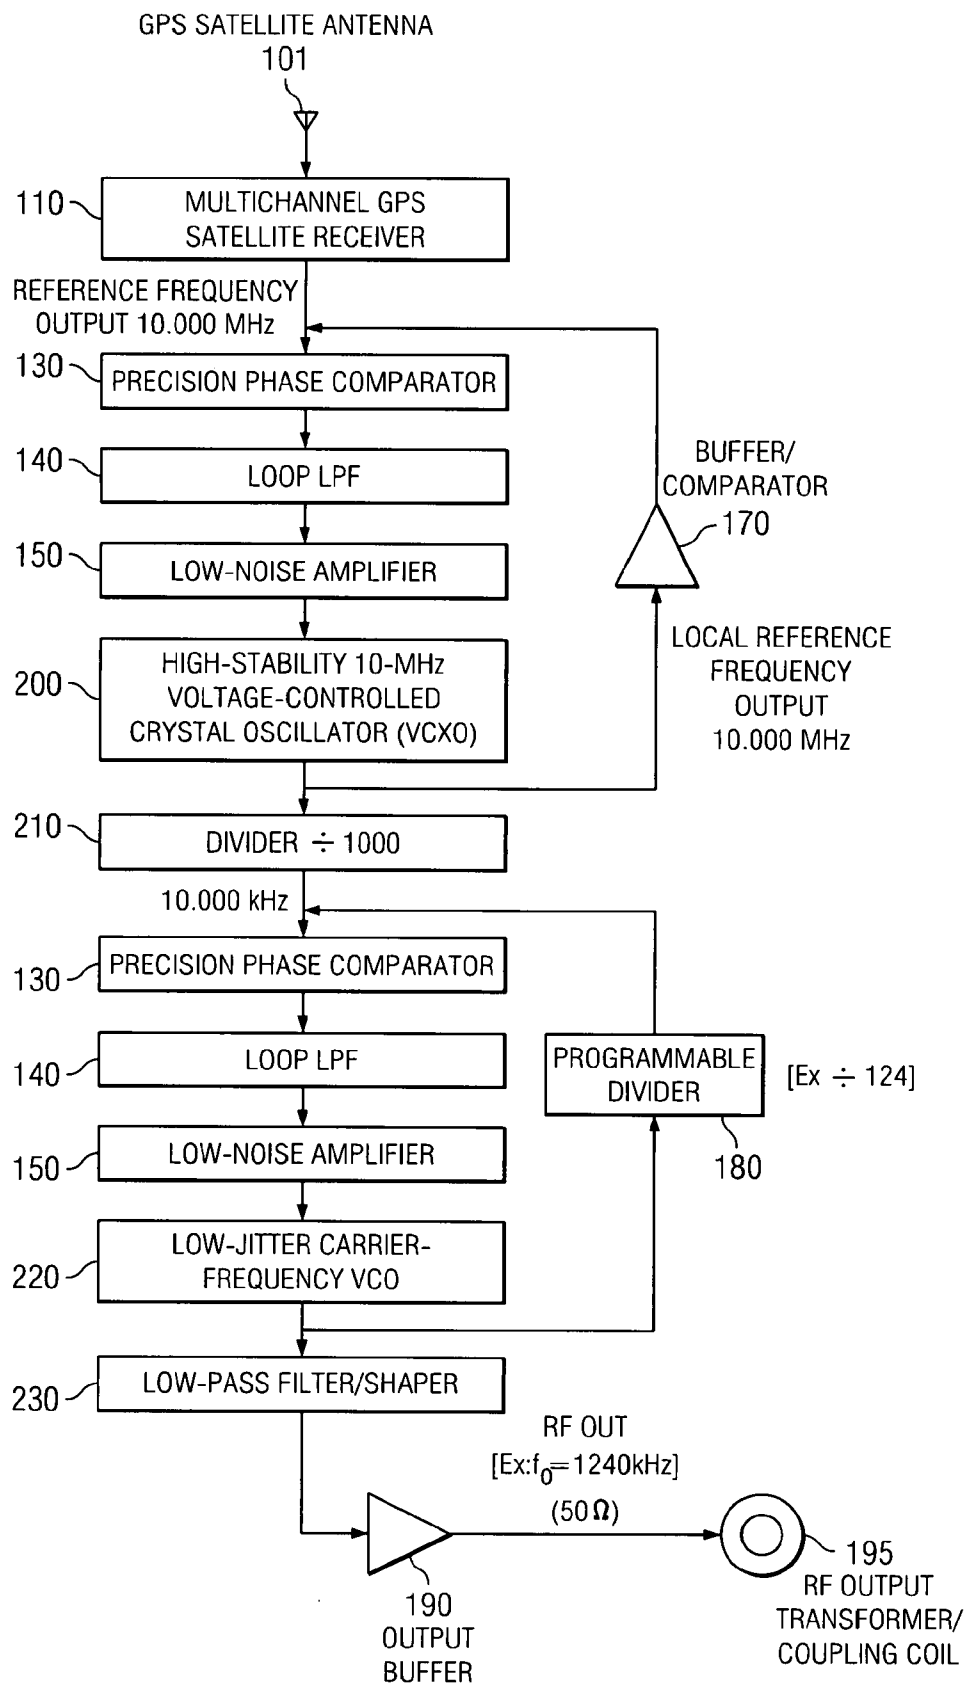 GPS SATELLITE ANTENNA
101
110
MULTICHANNEL GPS
SATELLITE RECEIVER
REFERENCE FREQUENCY
OUTPUT 10.000 MHz
130
PRECISION PHASE COMPARATOR
140
LOOP LPF
BUFFER/
COMPARATOR
170
150
LOW-NOISE AMPLIFIER
LOCAL REFERENCE
FREQUENCY
OUTPUT
10.000 MHz
200
HIGH-STABILITY 10-MHz
VOLTAGE-CONTROLLED
CRYSTAL OSCILLATOR (VCXO)
210
DIVIDER ÷ 1000
10.000 kHz
130
PRECISION PHASE COMPARATOR
140
LOOP LPF
PROGRAMMABLE
DIVIDER
[Ex ÷ 124]
180
150
LOW-NOISE AMPLIFIER
220
LOW-JITTER CARRIER-
FREQUENCY VCO
230
LOW-PASS FILTER/SHAPER
RF OUT
[Ex:f0=1240kHz]
(50Ω)
190
OUTPUT
BUFFER
195
RF OUTPUT
TRANSFORMER/
COUPLING COIL